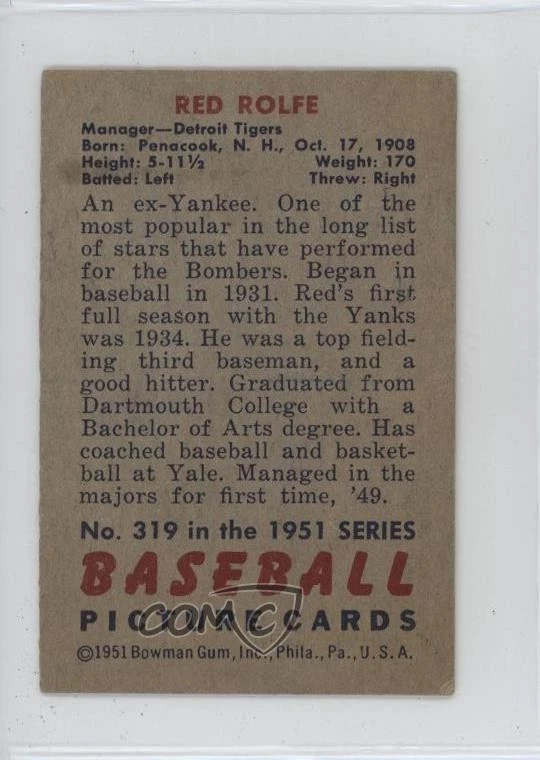 RED ROLFE
Manager—Detroit Tigers
Born: Penacook, N. H., Oct. 17, 1908
Height: 5-11½ Weight: 170
Batted: Left Threw: Right
An ex-Yankee. One of the
most popular in the long list
of stars that have performed
for the Bombers. Began in
baseball in 1931. Red's first
full season with the Yanks
was 1934. He was a top field-
ing third baseman, and a
good hitter. Graduated from
Dartmouth College with a
Bachelor of Arts degree. Has
coached baseball and basket-
ball at Yale. Managed in the
majors for first time, '49.
No. 319 in the 1951 SERIES
BASEBALL
PICTURE CARDS
COMC
©1951 Bowman Gum, Inc., Phila., Pa., U. S. A.